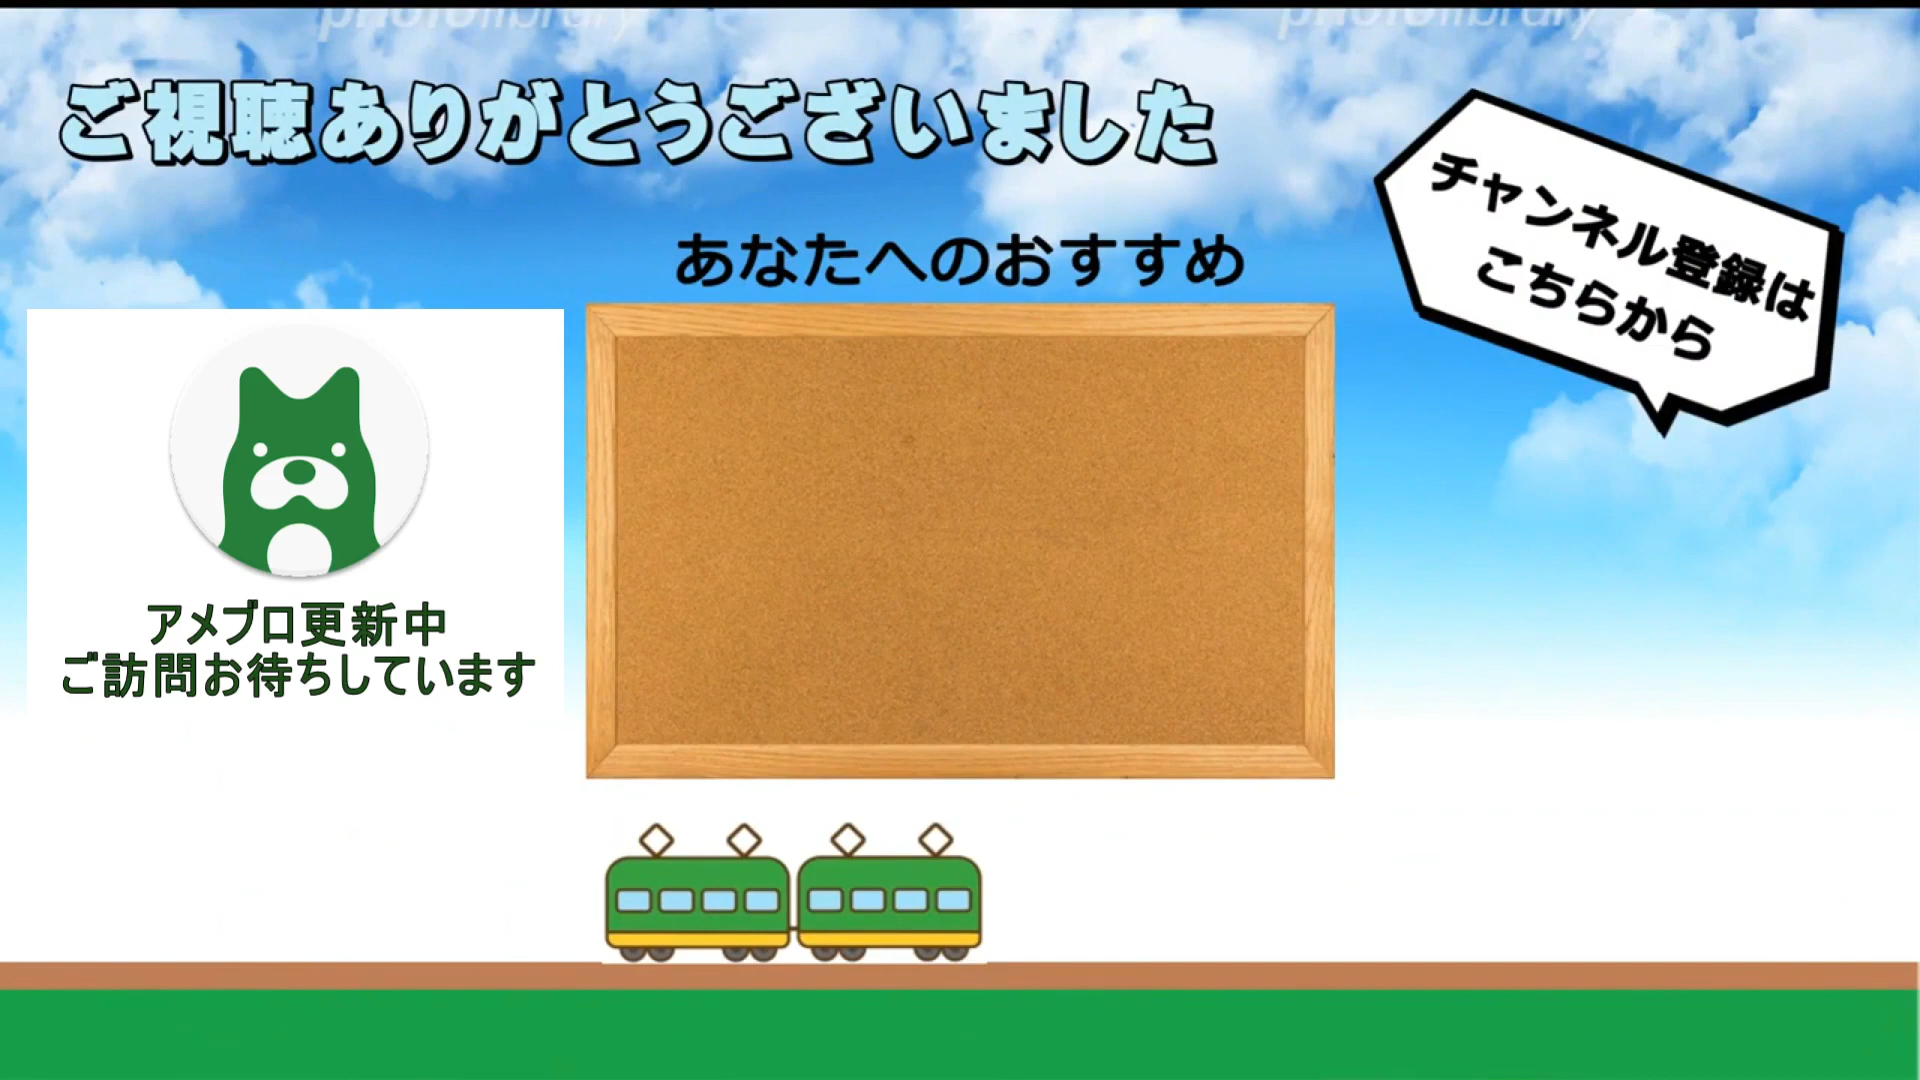 photolibrary
photolibrary
ご視聴ありがとうございました
チャンネル登録は
こちらから
あなたへのおすすめ
アメブロ更新中
ご訪問お待ちしています